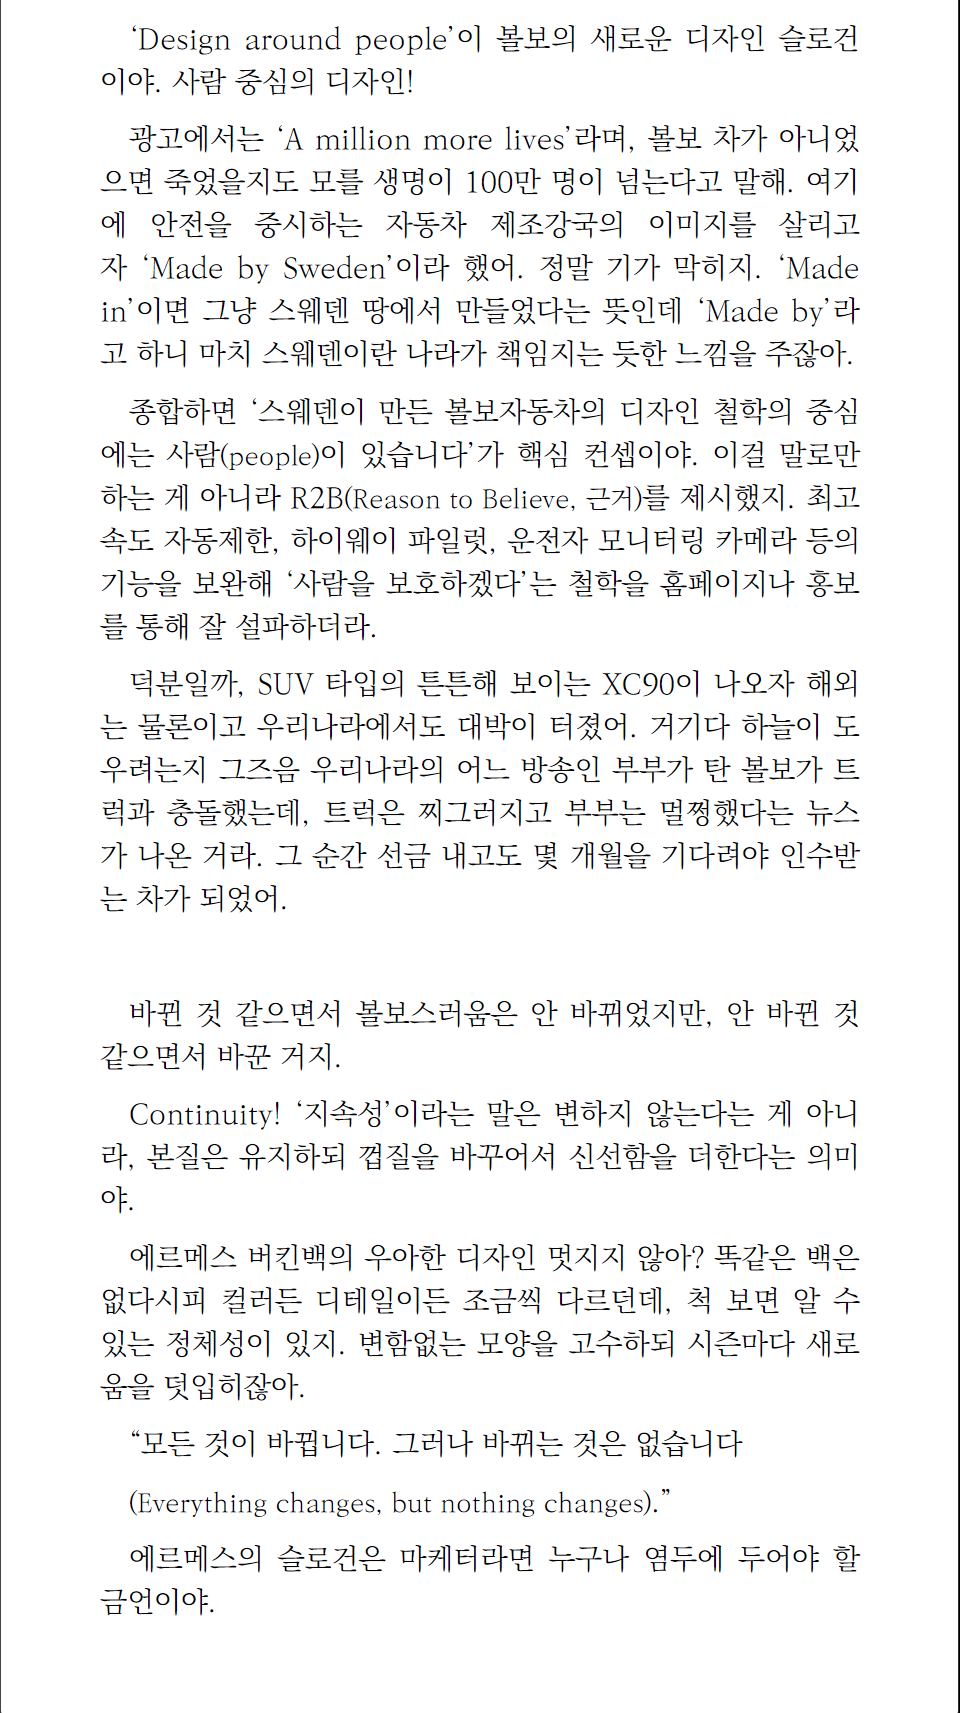 ‘Design around people’이 볼보의 새로운 디자인 슬로건
이야. 사람 중심의 디자인!
광고에서는 ‘A million more lives’라며, 볼보 차가 아니었
으면 죽었을지도 모를 생명이 100만 명이 넘는다고 말해. 여기
에 안전을 중시하는 자동차 제조강국의 이미지를 살리고
자 ‘Made by Sweden’이라 했어. 정말 기가 막히지. ‘Made
in’이면 그냥 스웨덴 땅에서 만들었다는 뜻인데 ‘Made by’라
고 하니 마치 스웨덴이란 나라가 책임지는 듯한 느낌을 주잖아.
종합하면 ‘스웨덴이 만든 볼보자동차의 디자인 철학의 중심
에는 사람(people)이 있습니다’가 핵심 컨셉이야. 이걸 말로만
하는 게 아니라 R2B(Reason to Believe, 근거)를 제시했지. 최고
속도 자동제한, 하이웨이 파일럿, 운전자 모니터링 카메라 등의
기능을 보완해 ‘사람을 보호하겠다’는 철학을 홈페이지나 홍보
를 통해 잘 설파하더라.
덕분일까, SUV 타입의 튼튼해 보이는 XC90이 나오자 해외
는 물론이고 우리나라에서도 대박이 터졌어. 거기다 하늘이 도
우려는지 그즈음 우리나라의 어느 방송인 부부가 탄 볼보가 트
럭과 충돌했는데, 트럭은 찌그러지고 부부는 멀쩡했다는 뉴스
가 나온 거라. 그 순간 선금 내고도 몇 개월을 기다려야 인수받
는 차가 되었어.
바뀐 것 같으면서 볼보스러움은 안 바뀌었지만, 안 바뀐 것
같으면서 바꾼 거지.
Continuity! ‘지속성’이라는 말은 변하지 않는다는 게 아니
라, 본질은 유지하되 껍질을 바꾸어서 신선함을 더한다는 의미
야.
에르메스 버킨백의 우아한 디자인 멋지지 않아? 똑같은 백은
없다시피 컬러든 디테일이든 조금씩 다르던데, 척 보면 알 수
있는 정체성이 있지. 변함없는 모양을 고수하되 시즌마다 새로
움을 덧입히잖아.
“모든 것이 바뀝니다. 그러나 바뀌는 것은 없습니다
(Everything changes, but nothing changes).”
에르메스의 슬로건은 마케터라면 누구나 염두에 두어야 할
금언이야.